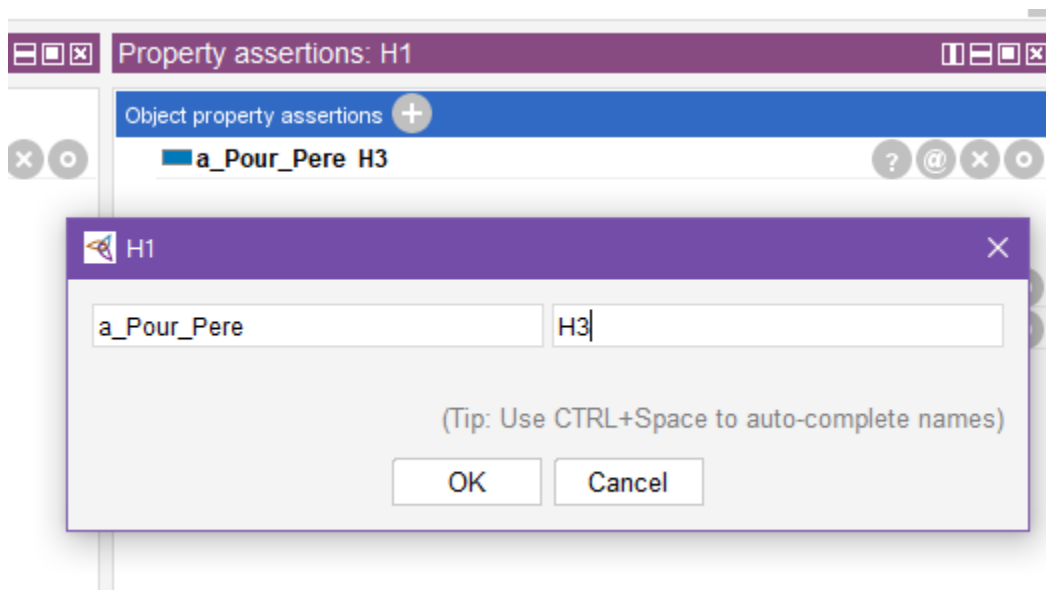 Property assertions: H1
Object property assertions
a_Pour_Pere H3
? @
H1
a_Pour_Pere H3
(Tip: Use CTRL+Space to auto-complete names)
OK Cancel